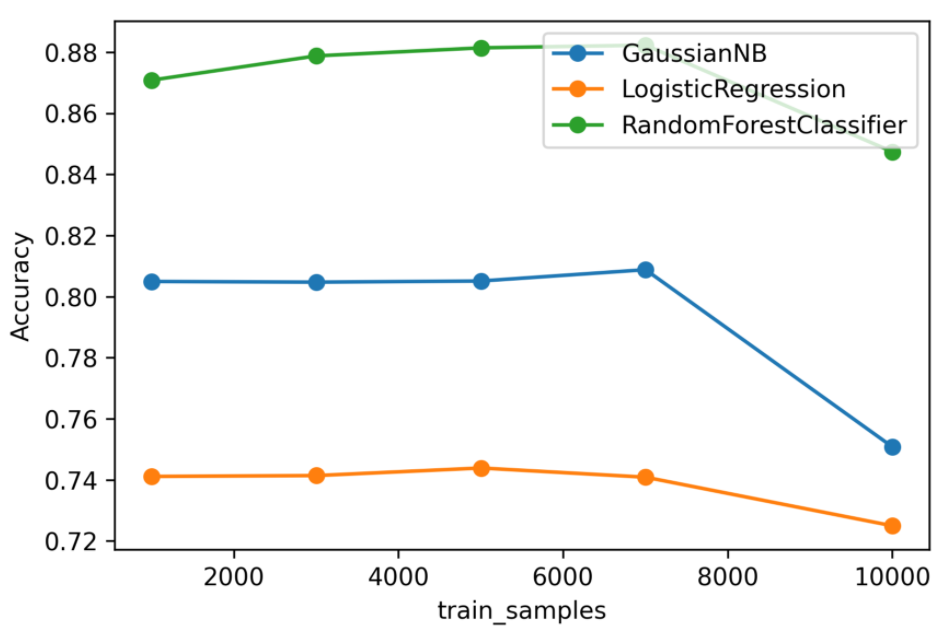 0.88
0.86
0.84
0.82
0.80
0.78
0.76
0.74
0.72
Accuracy
GaussianNB
LogisticRegression
RandomForestClassifier
2000 4000 6000 8000 10000
train_samples